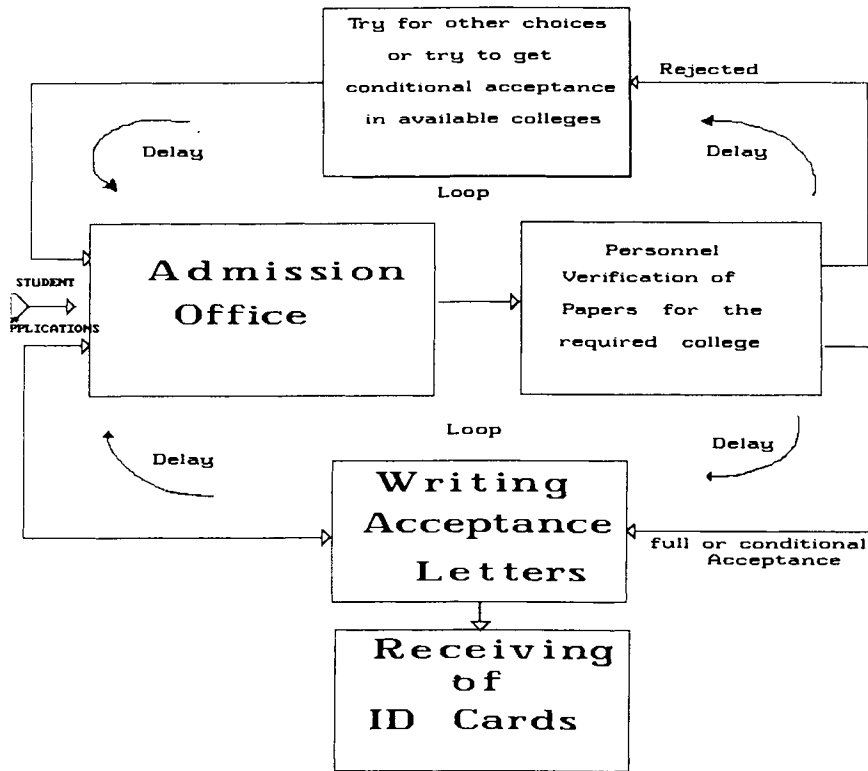 Try for other choices
or try to get
conditional acceptance
in available colleges
Rejected
Delay
Delay
Loop
Admission
Office
Personnel
Verification of
Papers for the
required college
STUDENT
PPLICATIONS
Loop
Delay
Delay
Writing
Acceptance
Letters
full or conditional
Acceptance
Receiving
of
ID Cards